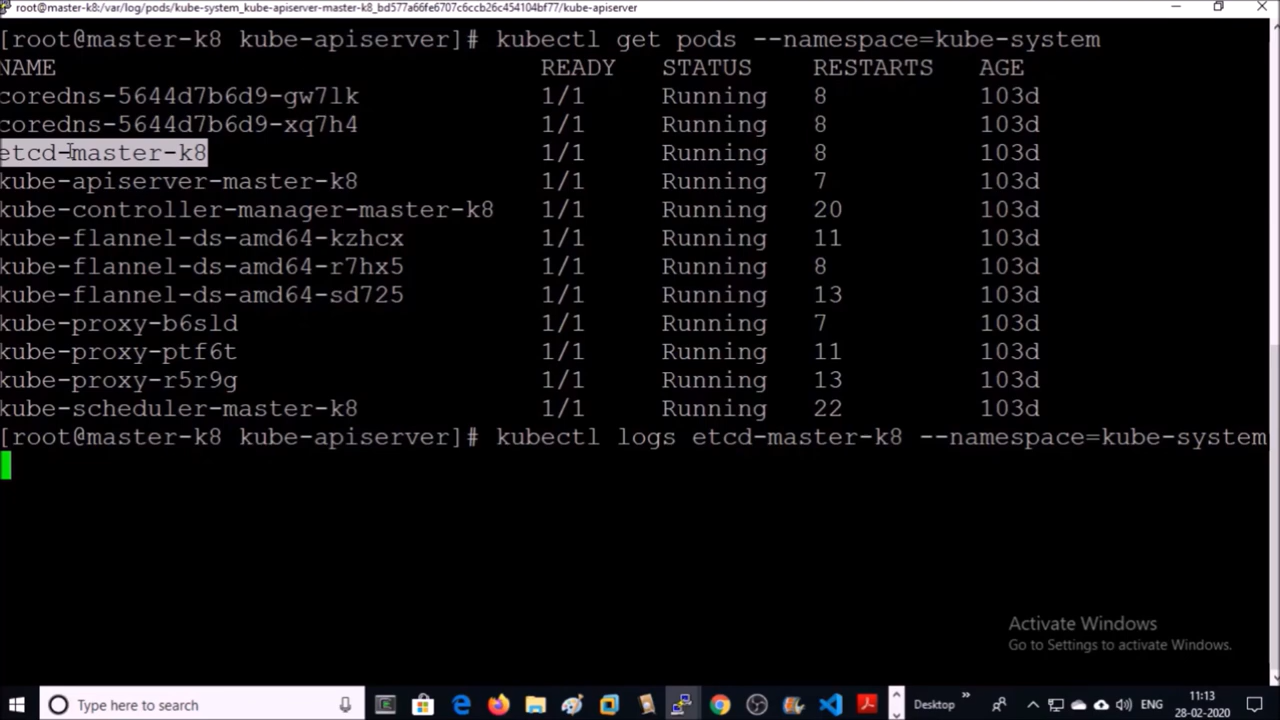 root@master-k8:/var/log/pods/kube-system_kube-apiserver-master-k8_bd577a66fe6707c6ccb26c454104bf77/kube-apiserver
[root@master-k8 kube-apiserver]# kubectl get pods --namespace=kube-system
NAME READY STATUS RESTARTS AGE
coredns-5644d7b6d9-gw7lk 1/1 Running 8 103d
coredns-5644d7b6d9-xq7h4 1/1 Running 8 103d
etcd-master-k8 1/1 Running 8 103d
kube-apiserver-master-k8 1/1 Running 7 103d
kube-controller-manager-master-k8 1/1 Running 20 103d
kube-flannel-ds-amd64-kzhcx 1/1 Running 11 103d
kube-flannel-ds-amd64-r7hx5 1/1 Running 8 103d
kube-flannel-ds-amd64-sd725 1/1 Running 13 103d
kube-proxy-b6sld 1/1 Running 7 103d
kube-proxy-ptf6t 1/1 Running 11 103d
kube-proxy-r5r9g 1/1 Running 13 103d
kube-scheduler-master-k8 1/1 Running 22 103d
[root@master-k8 kube-apiserver]# kubectl logs etcd-master-k8 --namespace=kube-system
Activate Windows
Go to Settings to activate Windows.
Type here to search
Desktop
ENG
11:13
28-02-2020